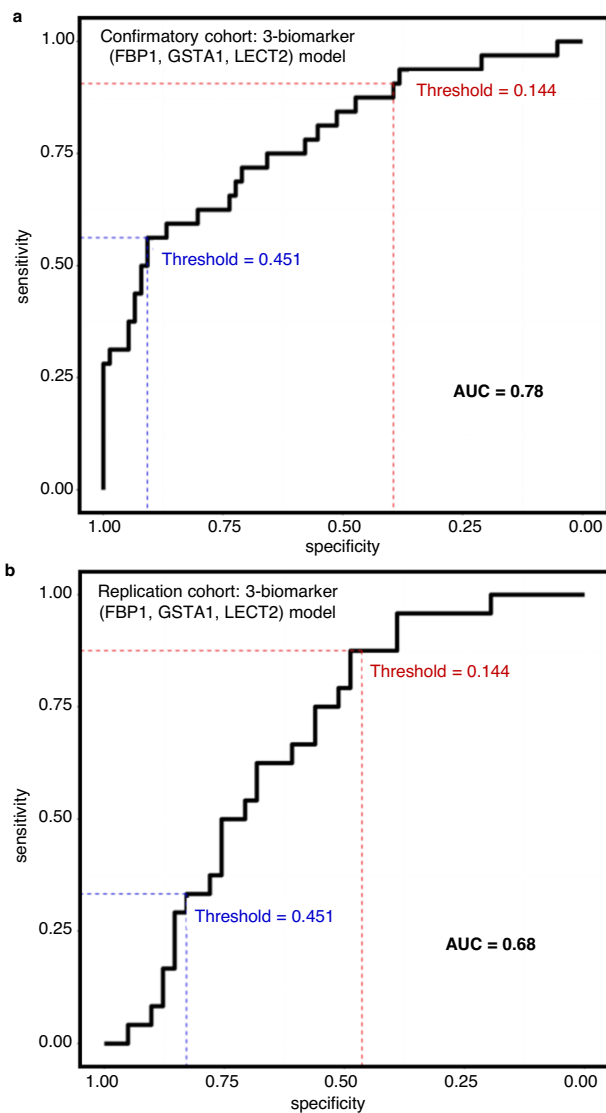 a
Confirmatory cohort: 3-biomarker
(FBP1, GSTA1, LECT2) model
1.00
Threshold = 0.144
0.75
Threshold = 0.451
0.50
sensitivity
0.25
AUC = 0.78
0.00
1.00 0.75 0.50 0.25 0.00
specificity
b
Replication cohort: 3-biomarker
(FBP1, GSTA1, LECT2) model
1.00
Threshold = 0.144
0.75
0.50
sensitivity
Threshold = 0.451
0.25
AUC = 0.68
0.00
1.00 0.75 0.50 0.25 0.00
specificity